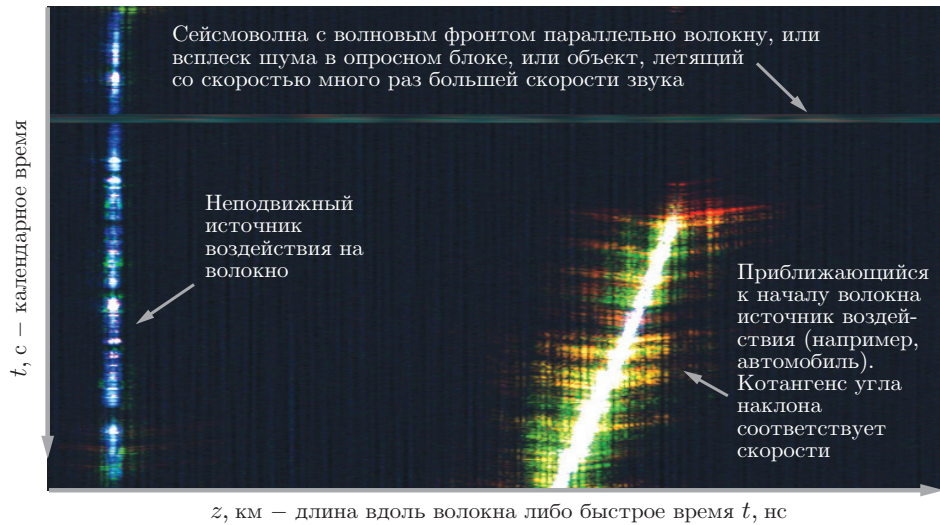 Сейсмоволна с волновым фронтом параллельно волокну, или
всплеск шума в опросном блоке, или объект, летящий
со скоростью много раз большей скорости звука
t, с – календарное время
Неподвижный
источник
воздействия на
волокно
Приближающийся
к началу волокна
источник воздей-
ствия (например,
автомобиль).
Котангенс угла
наклона
соответствует
скорости
z, км – длина вдоль волокна либо быстрое время t, нс